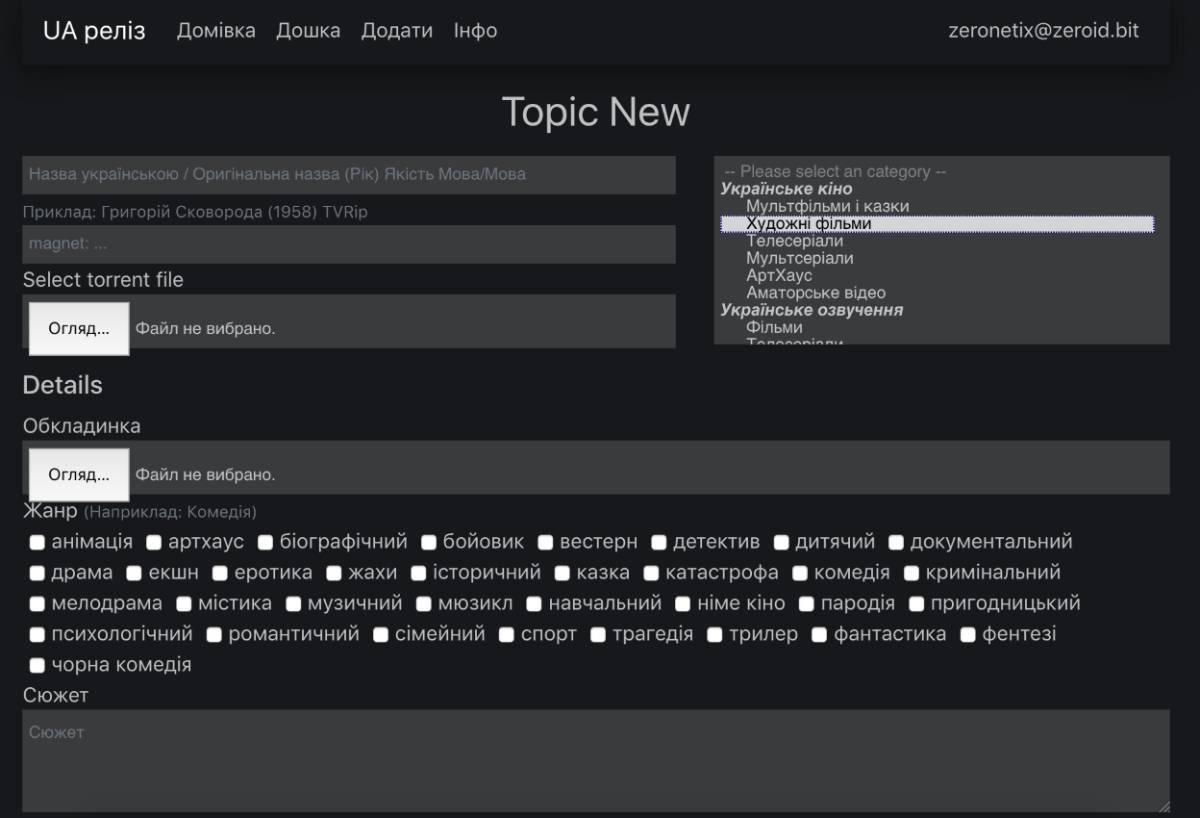 UA реліз Домівка Дошка Додати Інфо zeronetix@zeroid.bit
Topic New
Назва українською / Оригінальна назва (Рік) Якість Мова/Мова
Приклад: Григорій Сковорода (1958) TVRip
magnet: ...
Select torrent file
Огляд... Файл не вибрано.
-- Please select an category --
Українське кіно
Мультфільми і казки
Художні фільми
Телесеріали
Мультсеріали
АртХаус
Аматорське відео
Українське озвучення
Фільми
Телесеріали
Details
Обкладинка
Огляд... Файл не вибрано.
Жанр (Наприклад: Комедія)
анімація артхаус біографічний бойовик вестерн детектив дитячий документальний
драма екшн еротика жахи історичний казка катастрофа комедія кримінальний
мелодрама містика музичний мюзикл навчальний німе кіно пародія пригодницький
психологічний романтичний сімейний спорт трагедія трилер фантастика фентезі
чорна комедія
Сюжет
Сюжет